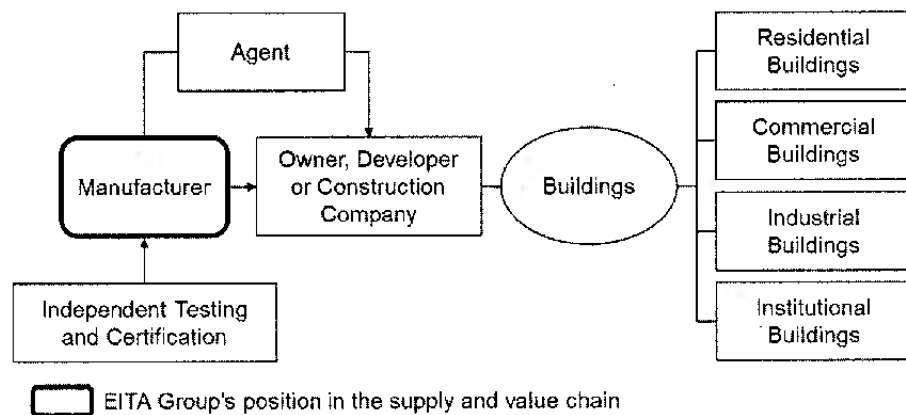 Agent
Residential
Buildings
Commercial
Buildings
Manufacturer
Owner, Developer
or Construction
Company
Buildings
Industrial
Buildings
Independent Testing
and Certification
Institutional
Buildings
EITA Group's position in the supply and value chain